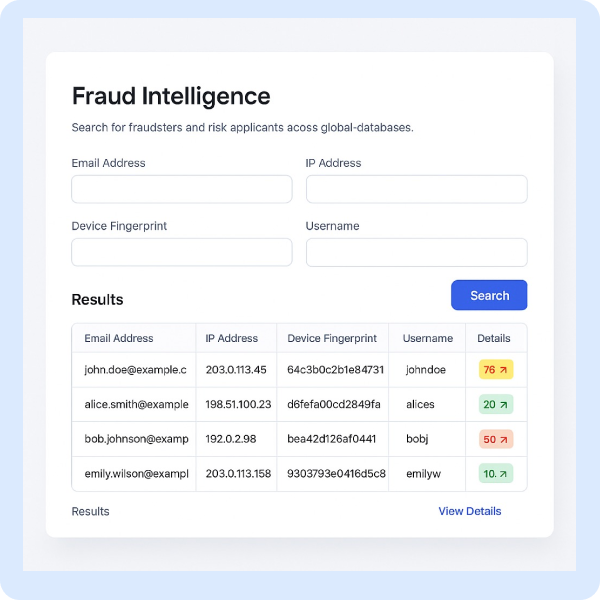 Fraud Intelligence
Search for fraudsters and risk applicants acoss global-databases.
Email Address IP Address
Device Fingerprint Username
Results Search
Email Address IP Address Device Fingerprint Username Details
john.doe@example.c 203.0.113.45 64c3b0c2b1e84731 johndoe 76 ↗
alice.smith@example 198.51.100.23 d6fefa00cd2849fa alices 20 ↗
bob.johnson@examp 192.0.2.98 bea42d126af0441 bobj 50 ↗
emily.wilson@exampl 203.0.113.158 9303793e0416d5c8 emilyw 10. ↗
Results View Details